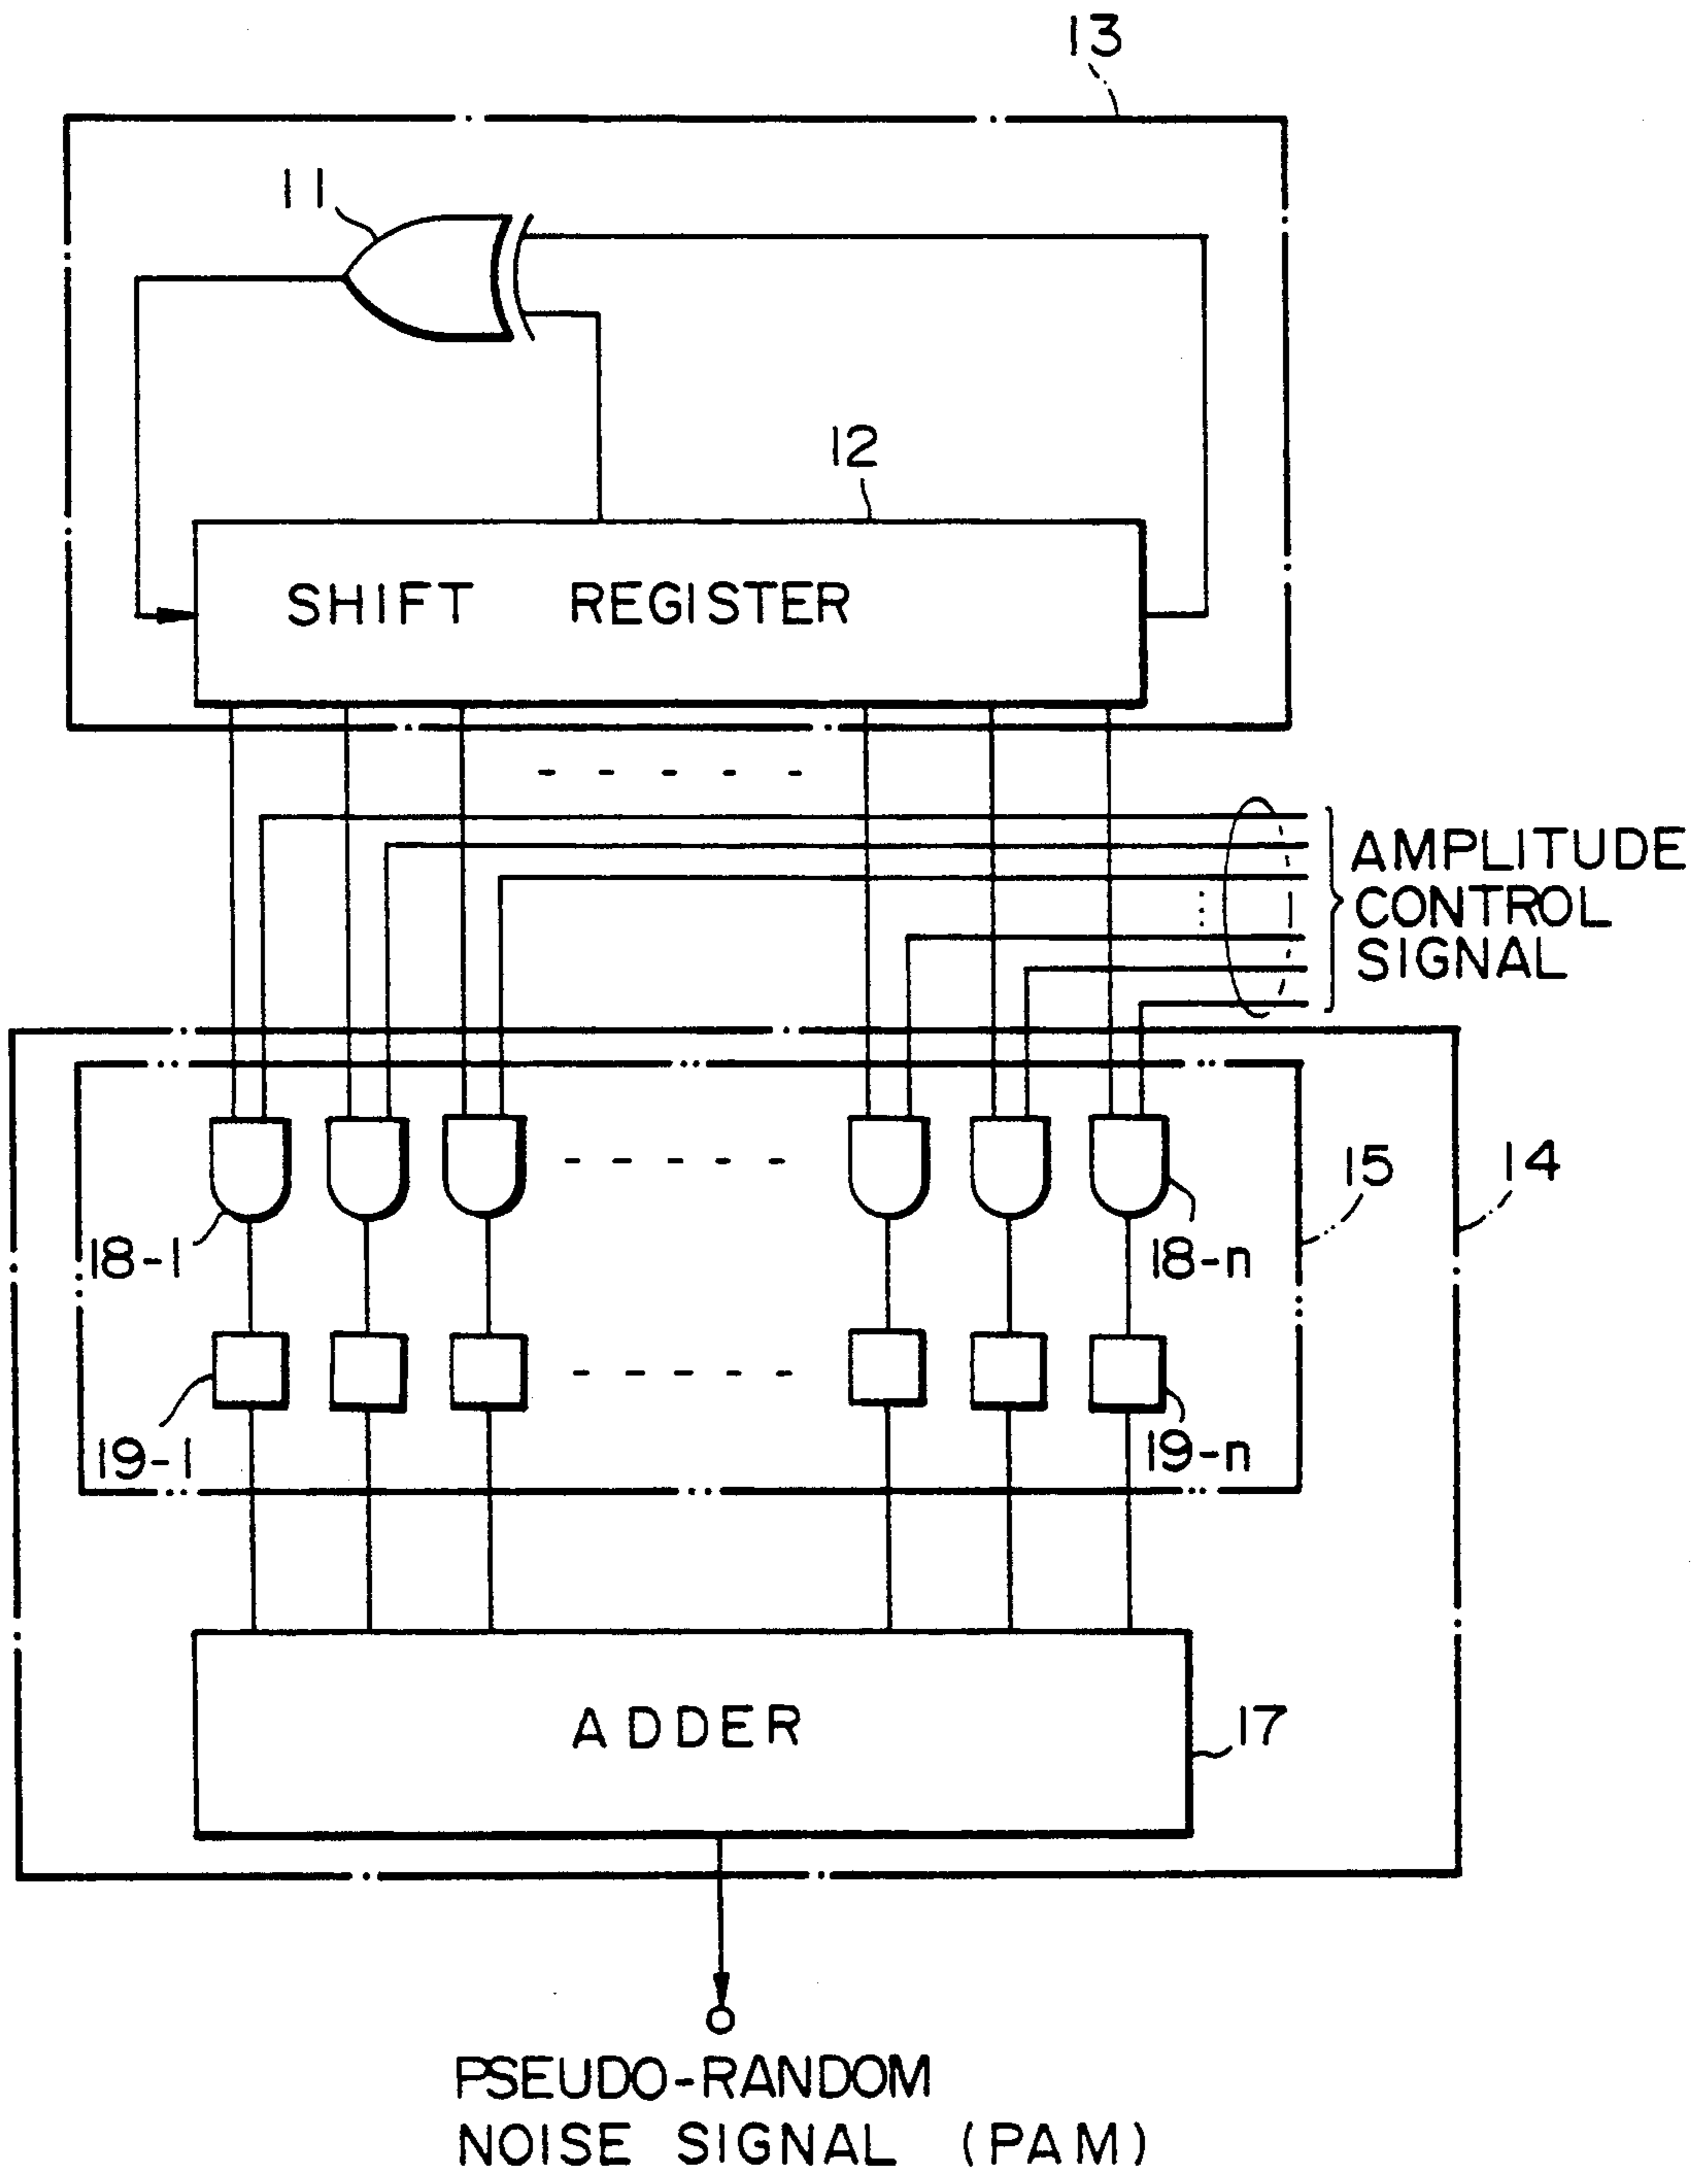 13
11
12
SHIFT REGISTER
AMPLITUDE
CONTROL
SIGNAL
15
14
18-1
18-n
19-1
19-n
ADDER
17
PSEUDO-RANDOM
NOISE SIGNAL (PAM)